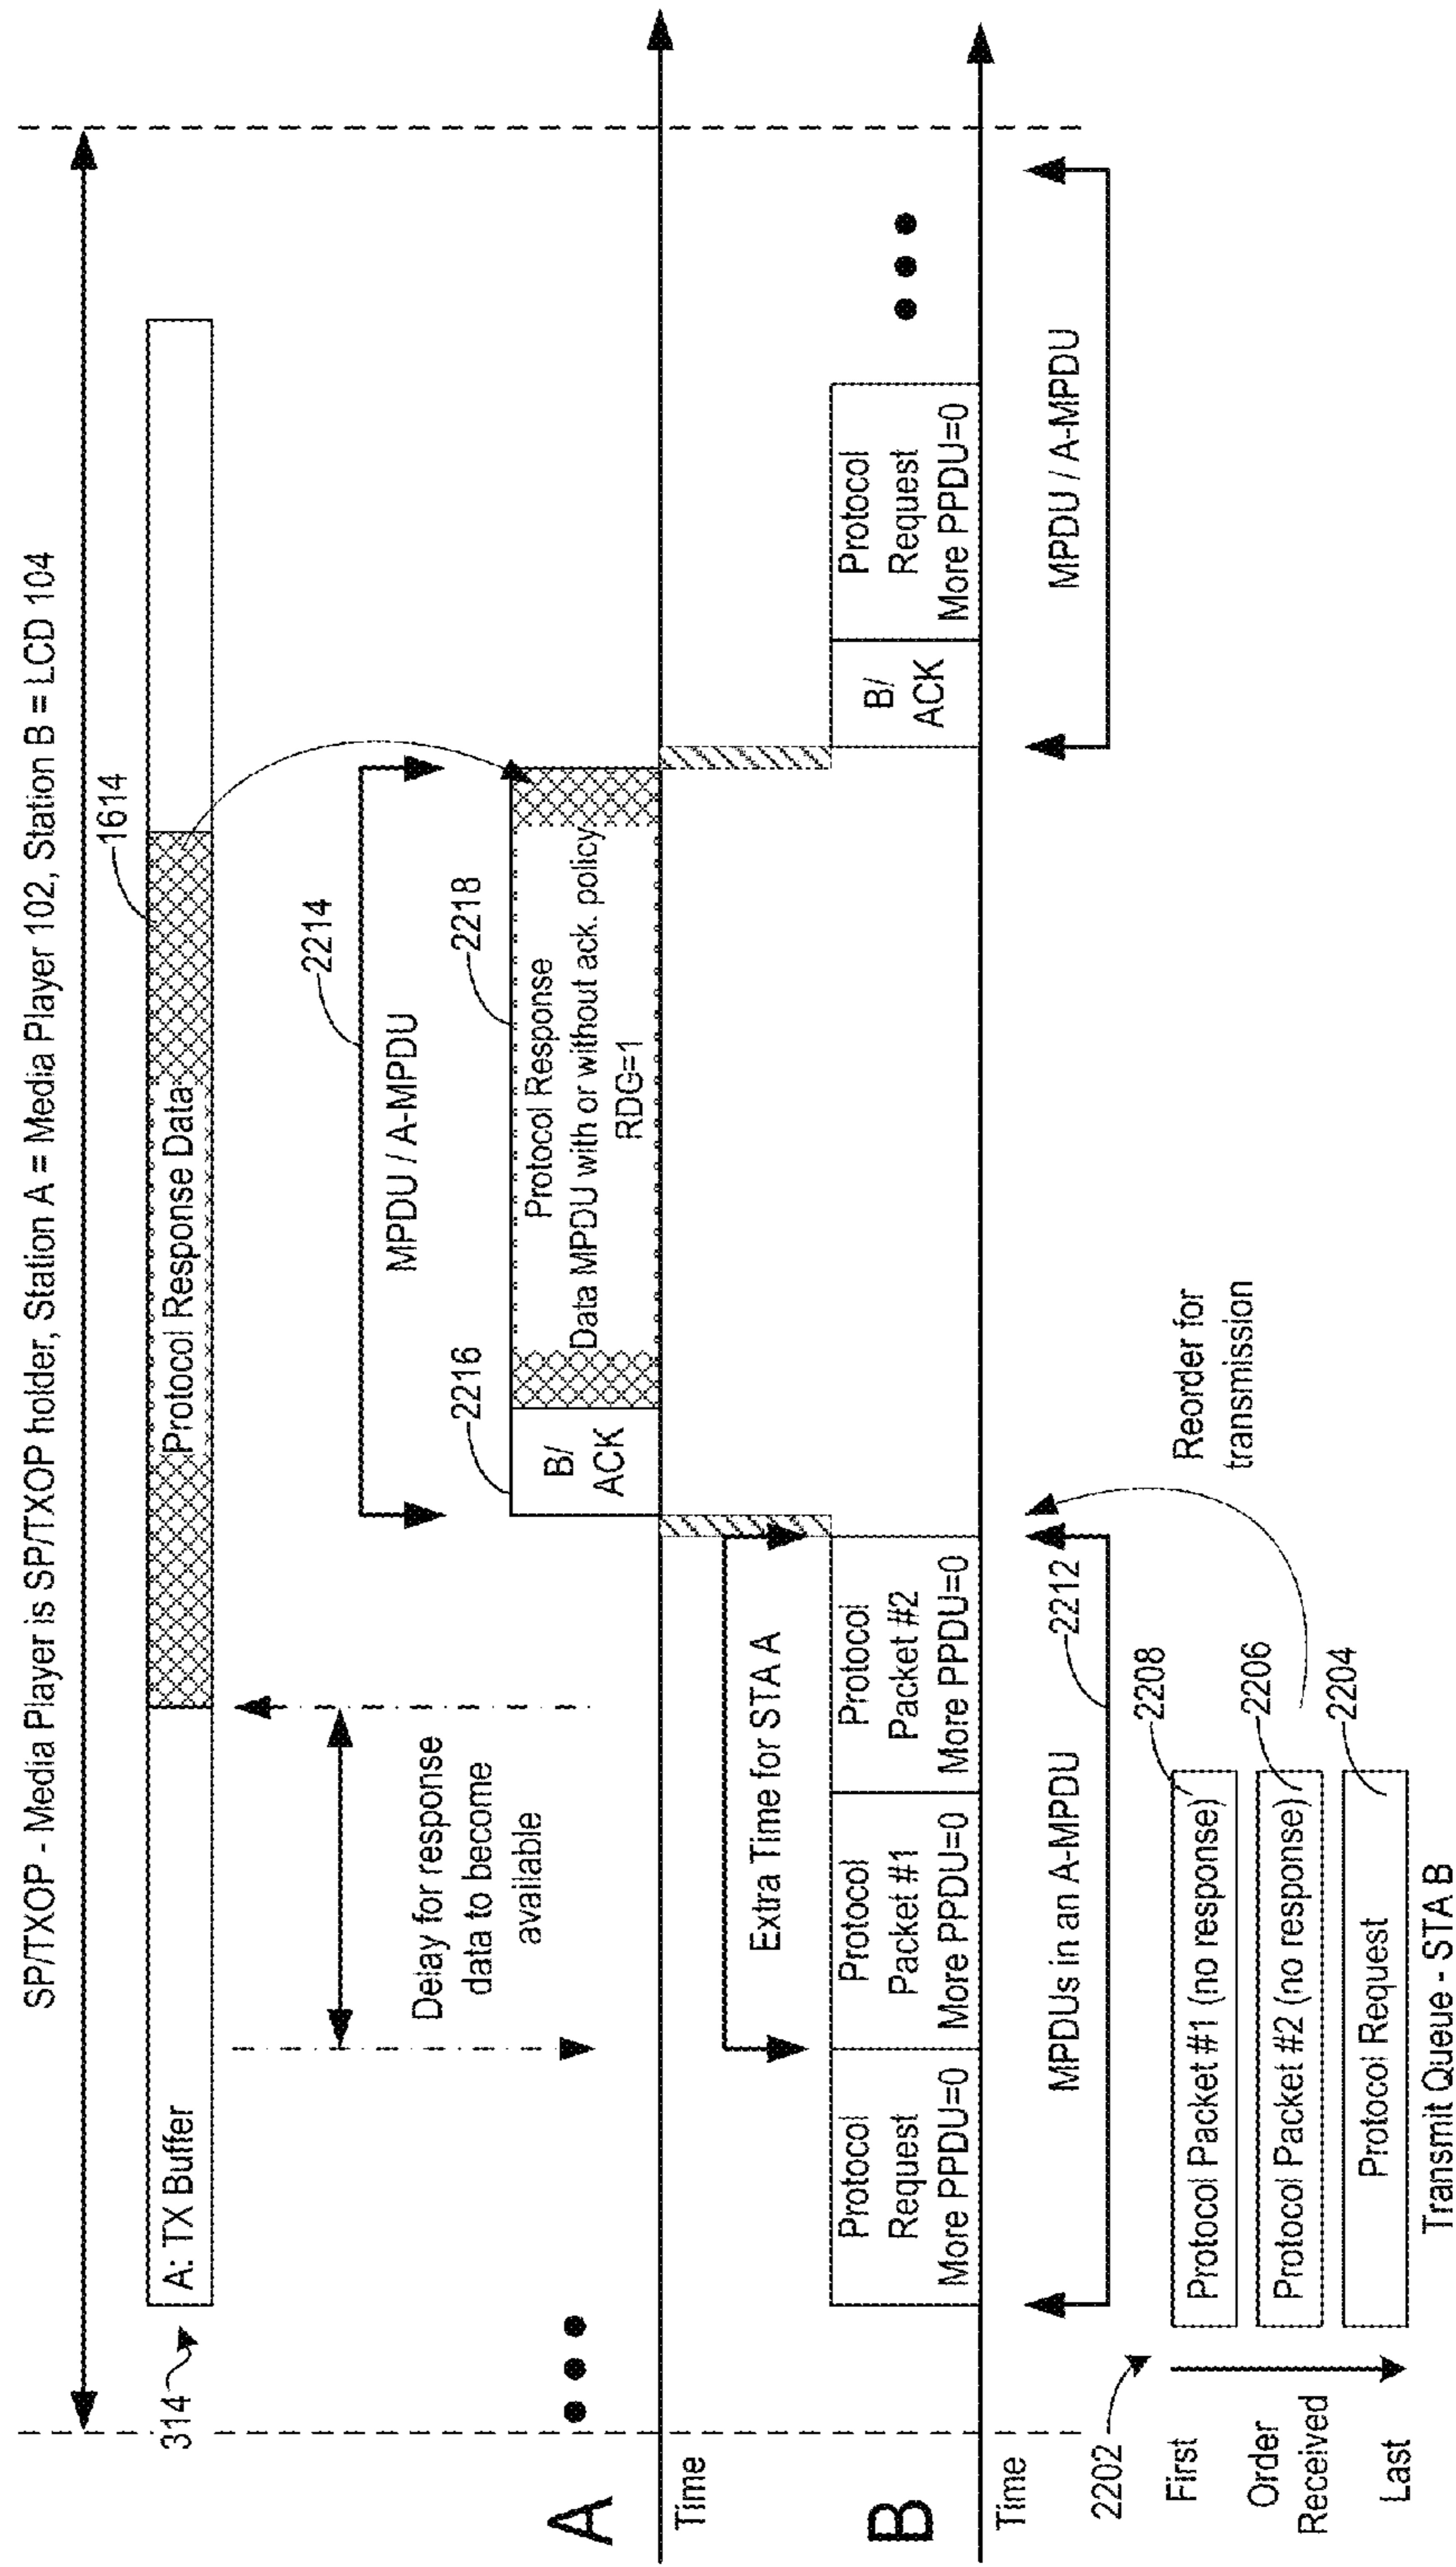 SP/TXOP - Media Player is SP/TXOP holder, Station A = Media Player 102, Station B = LCD 104
314
A: TX Buffer
Protocol Response Data
1614
Delay for response
data to become
available
2214
MPDU / A-MPDU
A
2216
B/
ACK
2218
Protocol Response
Data MPDU with or without ack. policy
RDG=1
Time
Extra Time for STA A
B
Protocol
Request
More PPDU=0
Protocol
Packet #1
More PPDU=0
Protocol
Packet #2
More PPDU=0
B/
ACK
Protocol
Request
More PPDU=0
Time
MPDUs in an A-MPDU
2212
MPDU / A-MPDU
2202
First
Order
Received
Last
Protocol Packet #1 (no response)
2208
Protocol Packet #2 (no response)
2206
Protocol Request
2204
Reorder for
transmission
Transmit Queue - STA B